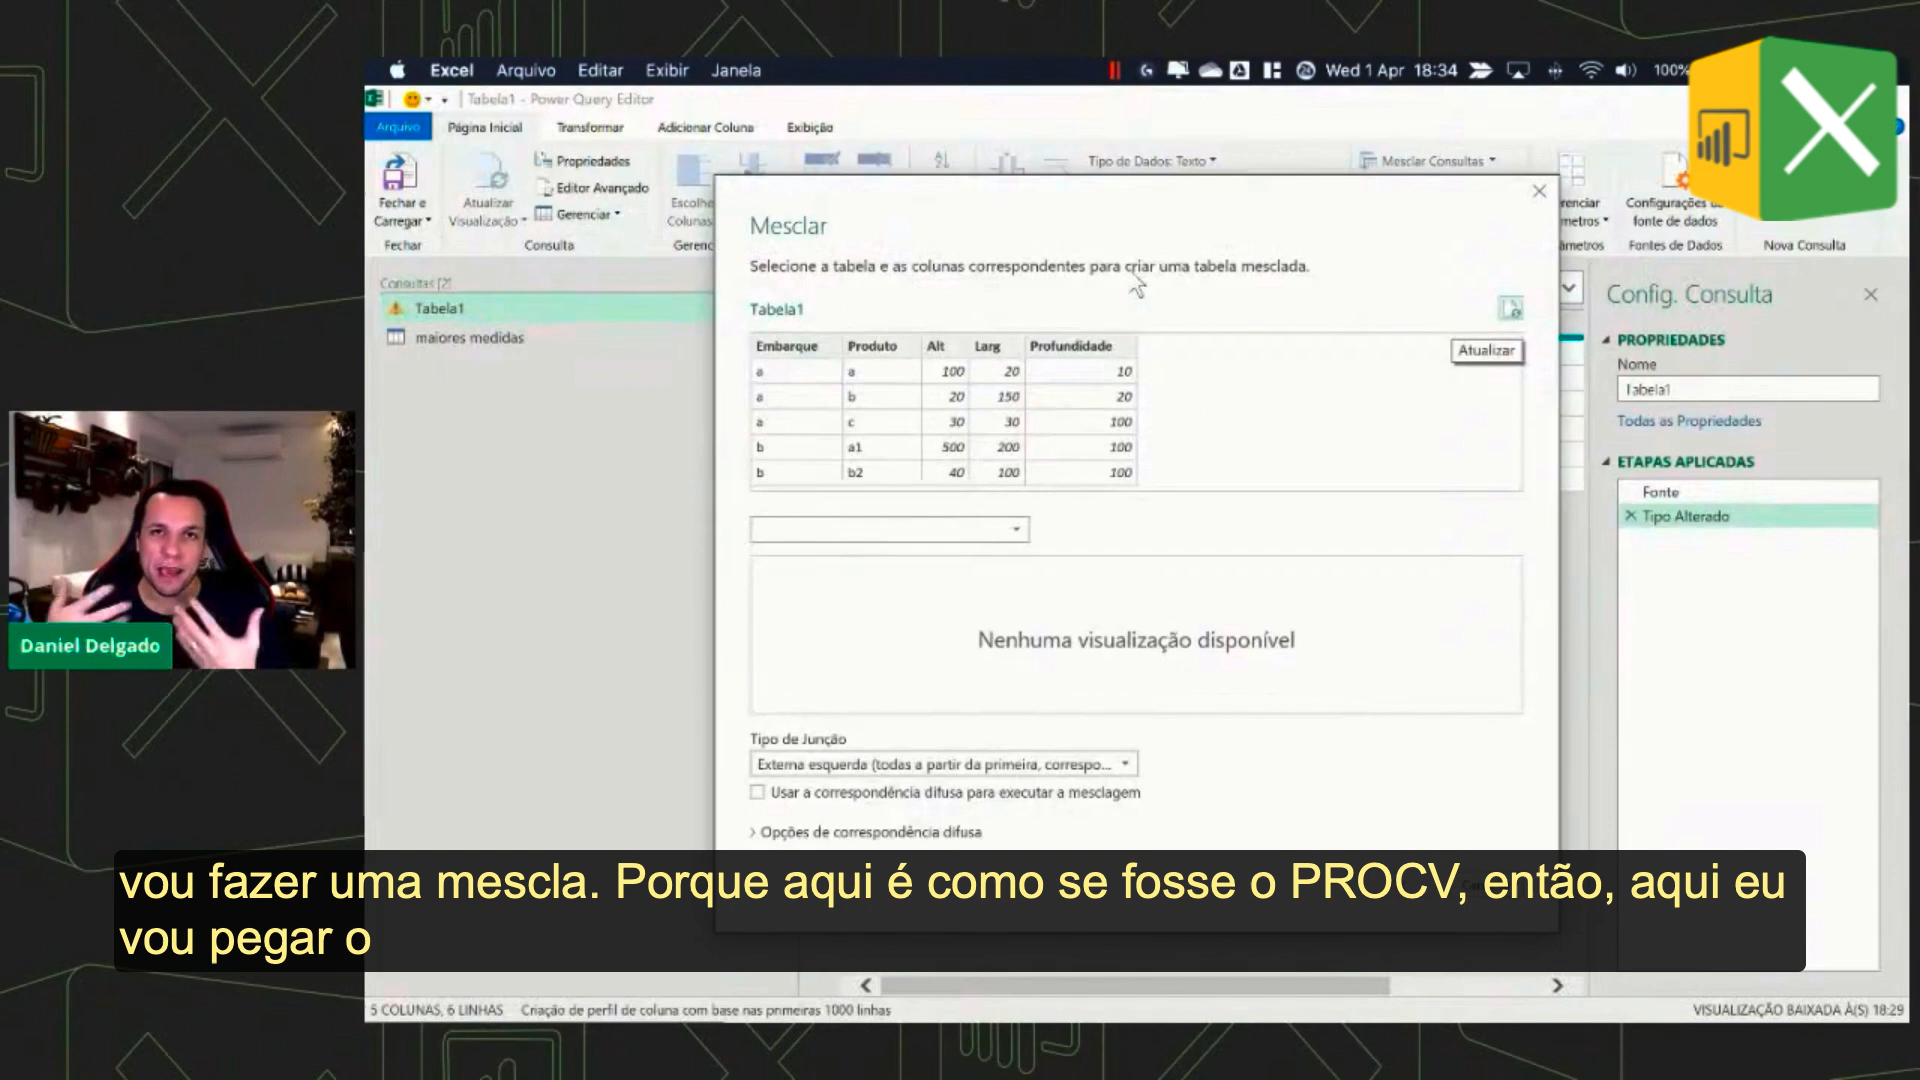 Excel Arquivo Editar Exibir Janela
Wed 1 Apr 18:34 100%
Tabela1 - Power Query Editor
Arquivo Página Inicial Transformar Adicionar Coluna Exibição
Propriedades
Editor Avançado
Gerenciar
Fechar e
Carregar
Atualizar
Visualização
Escolhe
Colunas
Tipo de Dados: Texto
Mesclar Consultas
renciar
metros
Configurações
fonte de dados
Fechar
Consulta
Gerenc
âmetros
Fontes de Dados
Nova Consulta
Consultas [2]
Tabela1
maiores medidas
Mesclar
Selecione a tabela e as colunas correspondentes para criar uma tabela mesclada.
Tabela1
Atualizar
Embarque Produto Alt Larg Profundidade
a a 100 20 10
a b 20 150 20
a c 30 30 100
b a1 500 200 100
b b2 40 100 100
Nenhuma visualização disponível
Tipo de Junção
Externa esquerda (todas a partir da primeira, correspo...
Usar a correspondência difusa para executar a mesclagem
Opções de correspondência difusa
Config. Consulta
PROPRIEDADES
Nome
Tabela1
Todas as Propriedades
ETAPAS APLICADAS
Fonte
Tipo Alterado
Daniel Delgado
vou fazer uma mescla. Porque aqui é como se fosse o PROCV, então, aqui eu
vou pegar o
5 COLUNAS, 6 LINHAS Criação de perfil de coluna com base nas primeiras 1000 linhas
VISUALIZAÇÃO BAIXADA À(S) 18:29